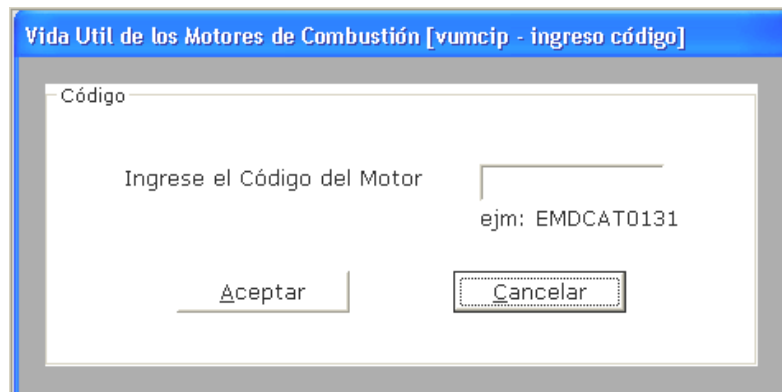 Vida Util de los Motores de Combustión [vumcip - ingreso código]
Código
Ingrese el Código del Motor
ejm: EMDCAT0131
Aceptar
Cancelar